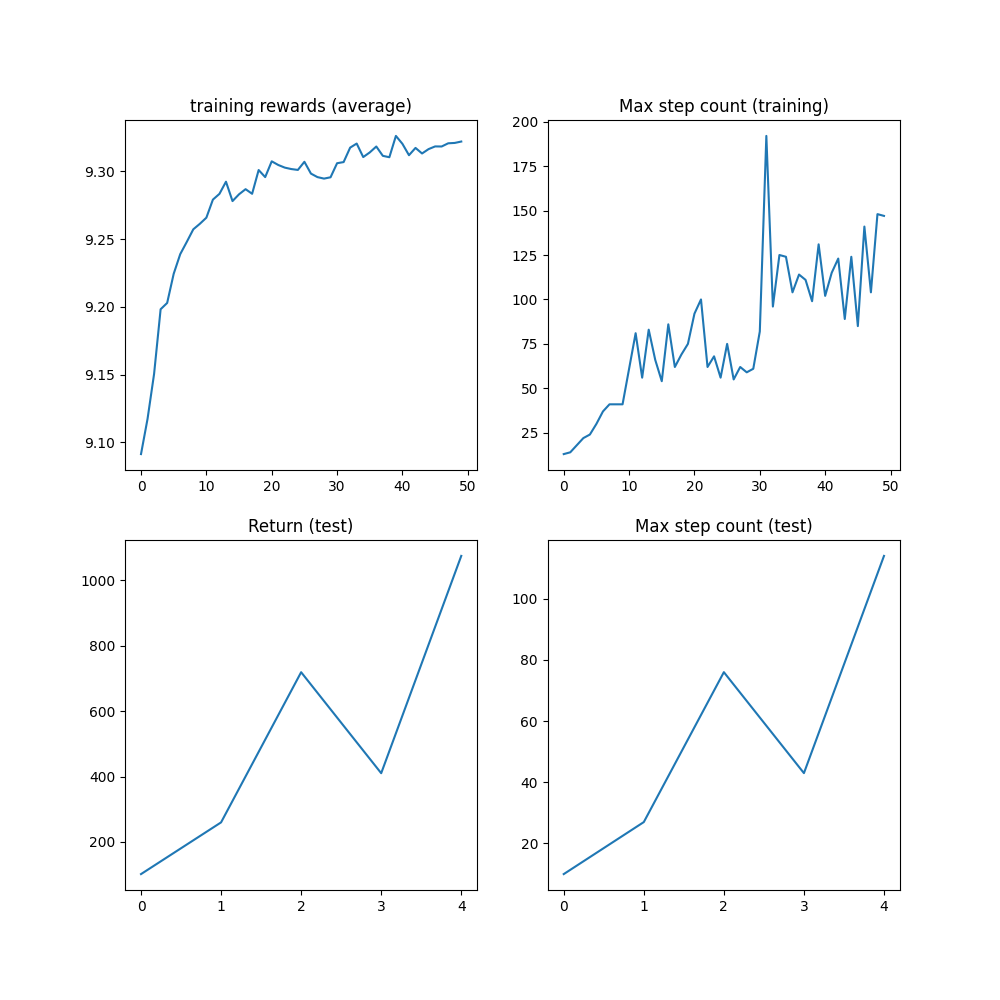 training rewards (average)
9.30
9.25
9.20
9.15
9.10
0 10 20 30 40 50
Max step count (training)
200
175
150
125
100
75
50
25
0 10 20 30 40 50
Return (test)
1000
800
600
400
200
0 1 2 3 4
Max step count (test)
100
80
60
40
20
0 1 2 3 4